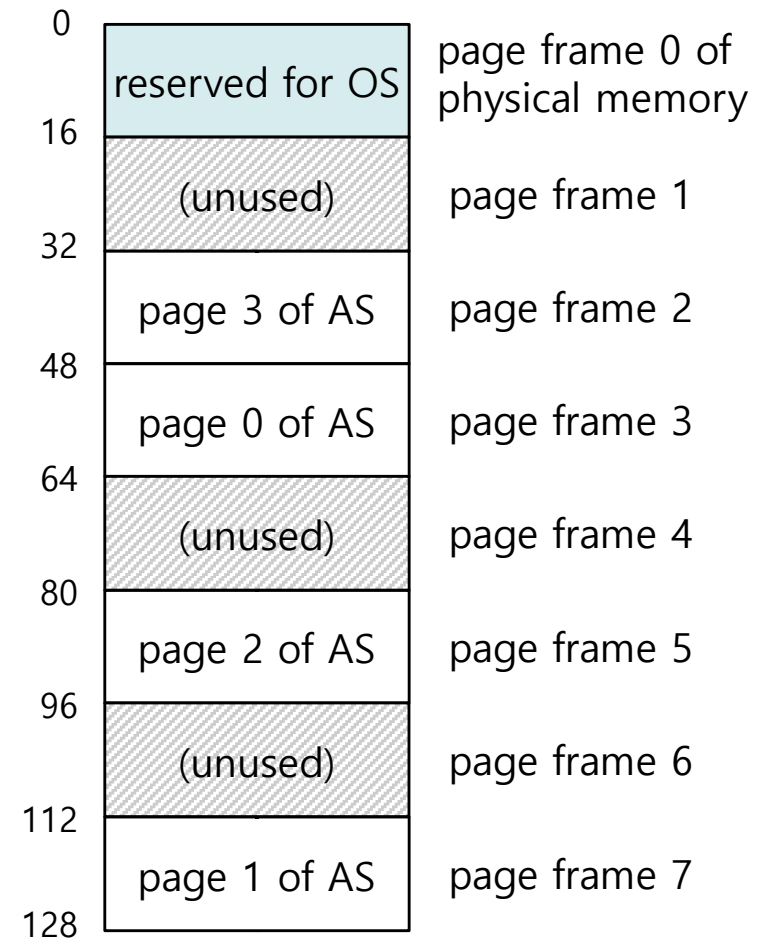 0
reserved for OS
page frame 0 of
physical memory
16
(unused)
page frame 1
32
page 3 of AS
page frame 2
48
page 0 of AS
page frame 3
64
(unused)
page frame 4
80
page 2 of AS
page frame 5
96
(unused)
page frame 6
112
page 1 of AS
page frame 7
128